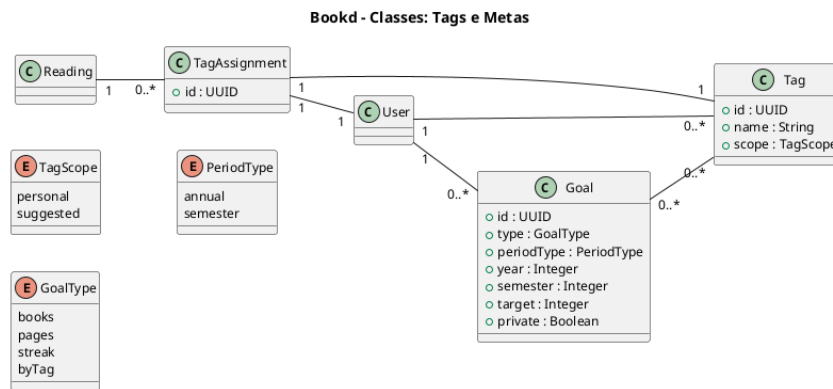 Bookd - Classes: Tags e Metas
C Reading
1
0..*
C TagAssignment
id : UUID
1
1
1
1
C User
1
0..*
1
0..*
C Tag
id : UUID
name : String
scope : TagScope
0..*
0..*
E TagScope
personal
suggested
E PeriodType
annual
semester
C Goal
id : UUID
type : GoalType
periodType : PeriodType
year : Integer
semester : Integer
target : Integer
private : Boolean
E GoalType
books
pages
streak
byTag